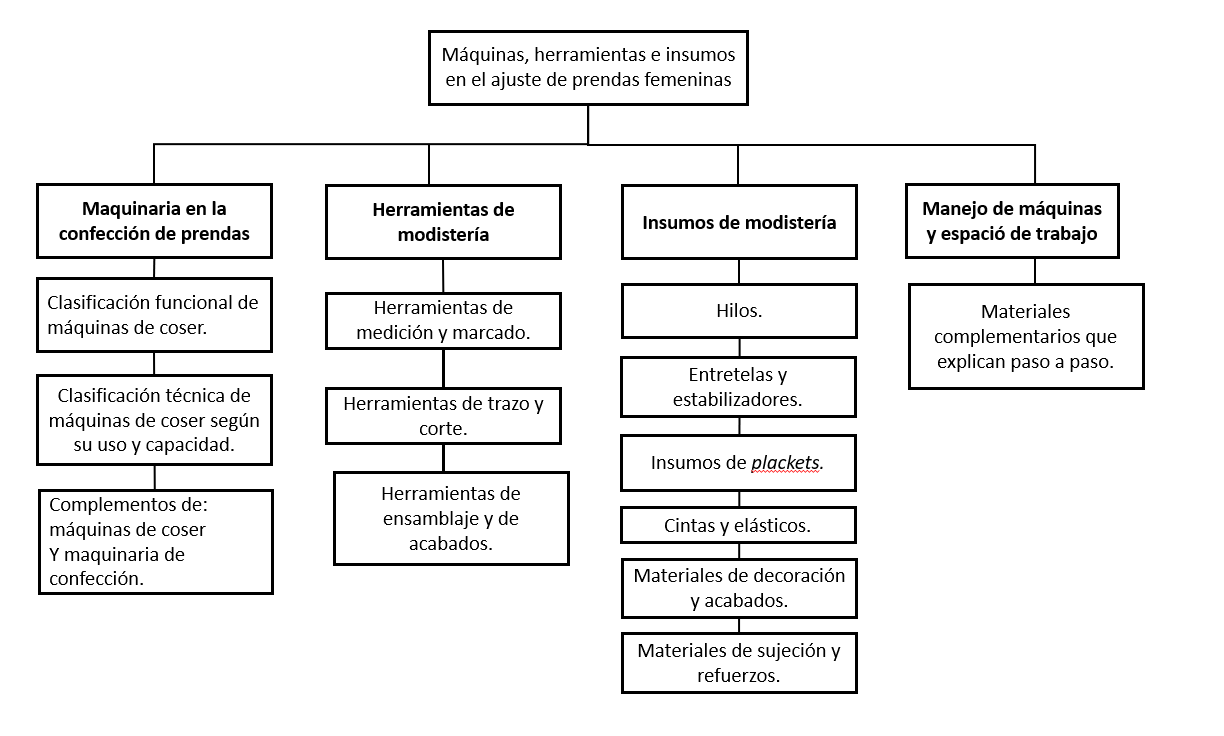 Máquinas, herramientas e insumos
en el ajuste de prendas femeninas
Maquinaria en la
confección de prendas
Clasificación funcional de
máquinas de coser.
Clasificación técnica de
máquinas de coser según
su uso y capacidad.
Complementos de:
máquinas de coser
Y maquinaria de
confección.
Herramientas de
modistería
Herramientas de
medición y marcado.
Herramientas de trazo y
corte.
Herramientas de
ensamblaje y de
acabados.
Insumos de modistería
Hilos.
Entretelas y
estabilizadores.
Insumos de plackets.
Cintas y elásticos.
Materiales de decoración
y acabados.
Materiales de sujeción y
refuerzos.
Manejo de máquinas
y espació de trabajo
Materiales
complementarios que
explican paso a paso.